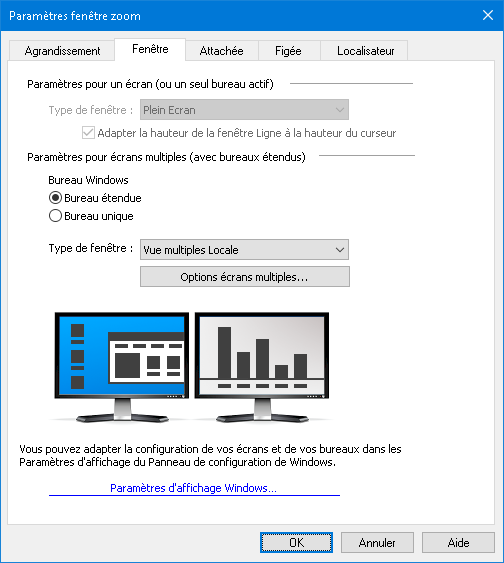 Paramètres fenêtre zoom
Agrandissement
Fenêtre
Attachée
Figée
Localisateur
Paramètres pour un écran (ou un seul bureau actif)
Type de fenêtre :
Plein Ecran
Adapter la hauteur de la fenêtre Ligne à la hauteur du curseur
Paramètres pour écrans multiples (avec bureaux étendus)
Bureau Windows
Bureau étendue
Bureau unique
Type de fenêtre :
Vue multiples Locale
Options écrans multiples...
Vous pouvez adapter la configuration de vos écrans et de vos bureaux dans les
Paramètres d'affichage du Panneau de configuration de Windows.
Paramètres d'affichage Windows...
OK
Annuler
Aide